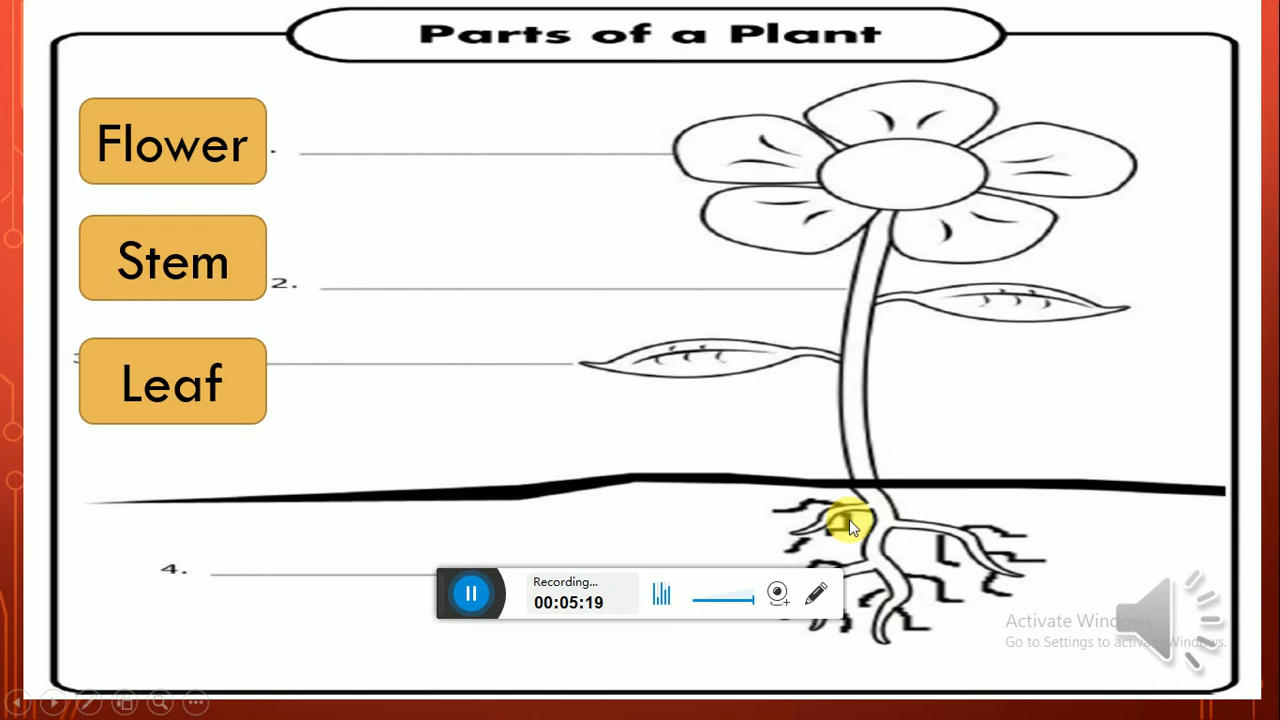 Parts of a Plant
Flower .
Stem
2.
Leaf
4.
Recording...
00:05:19
Activate Windows
Go to Settings to activate Windows.